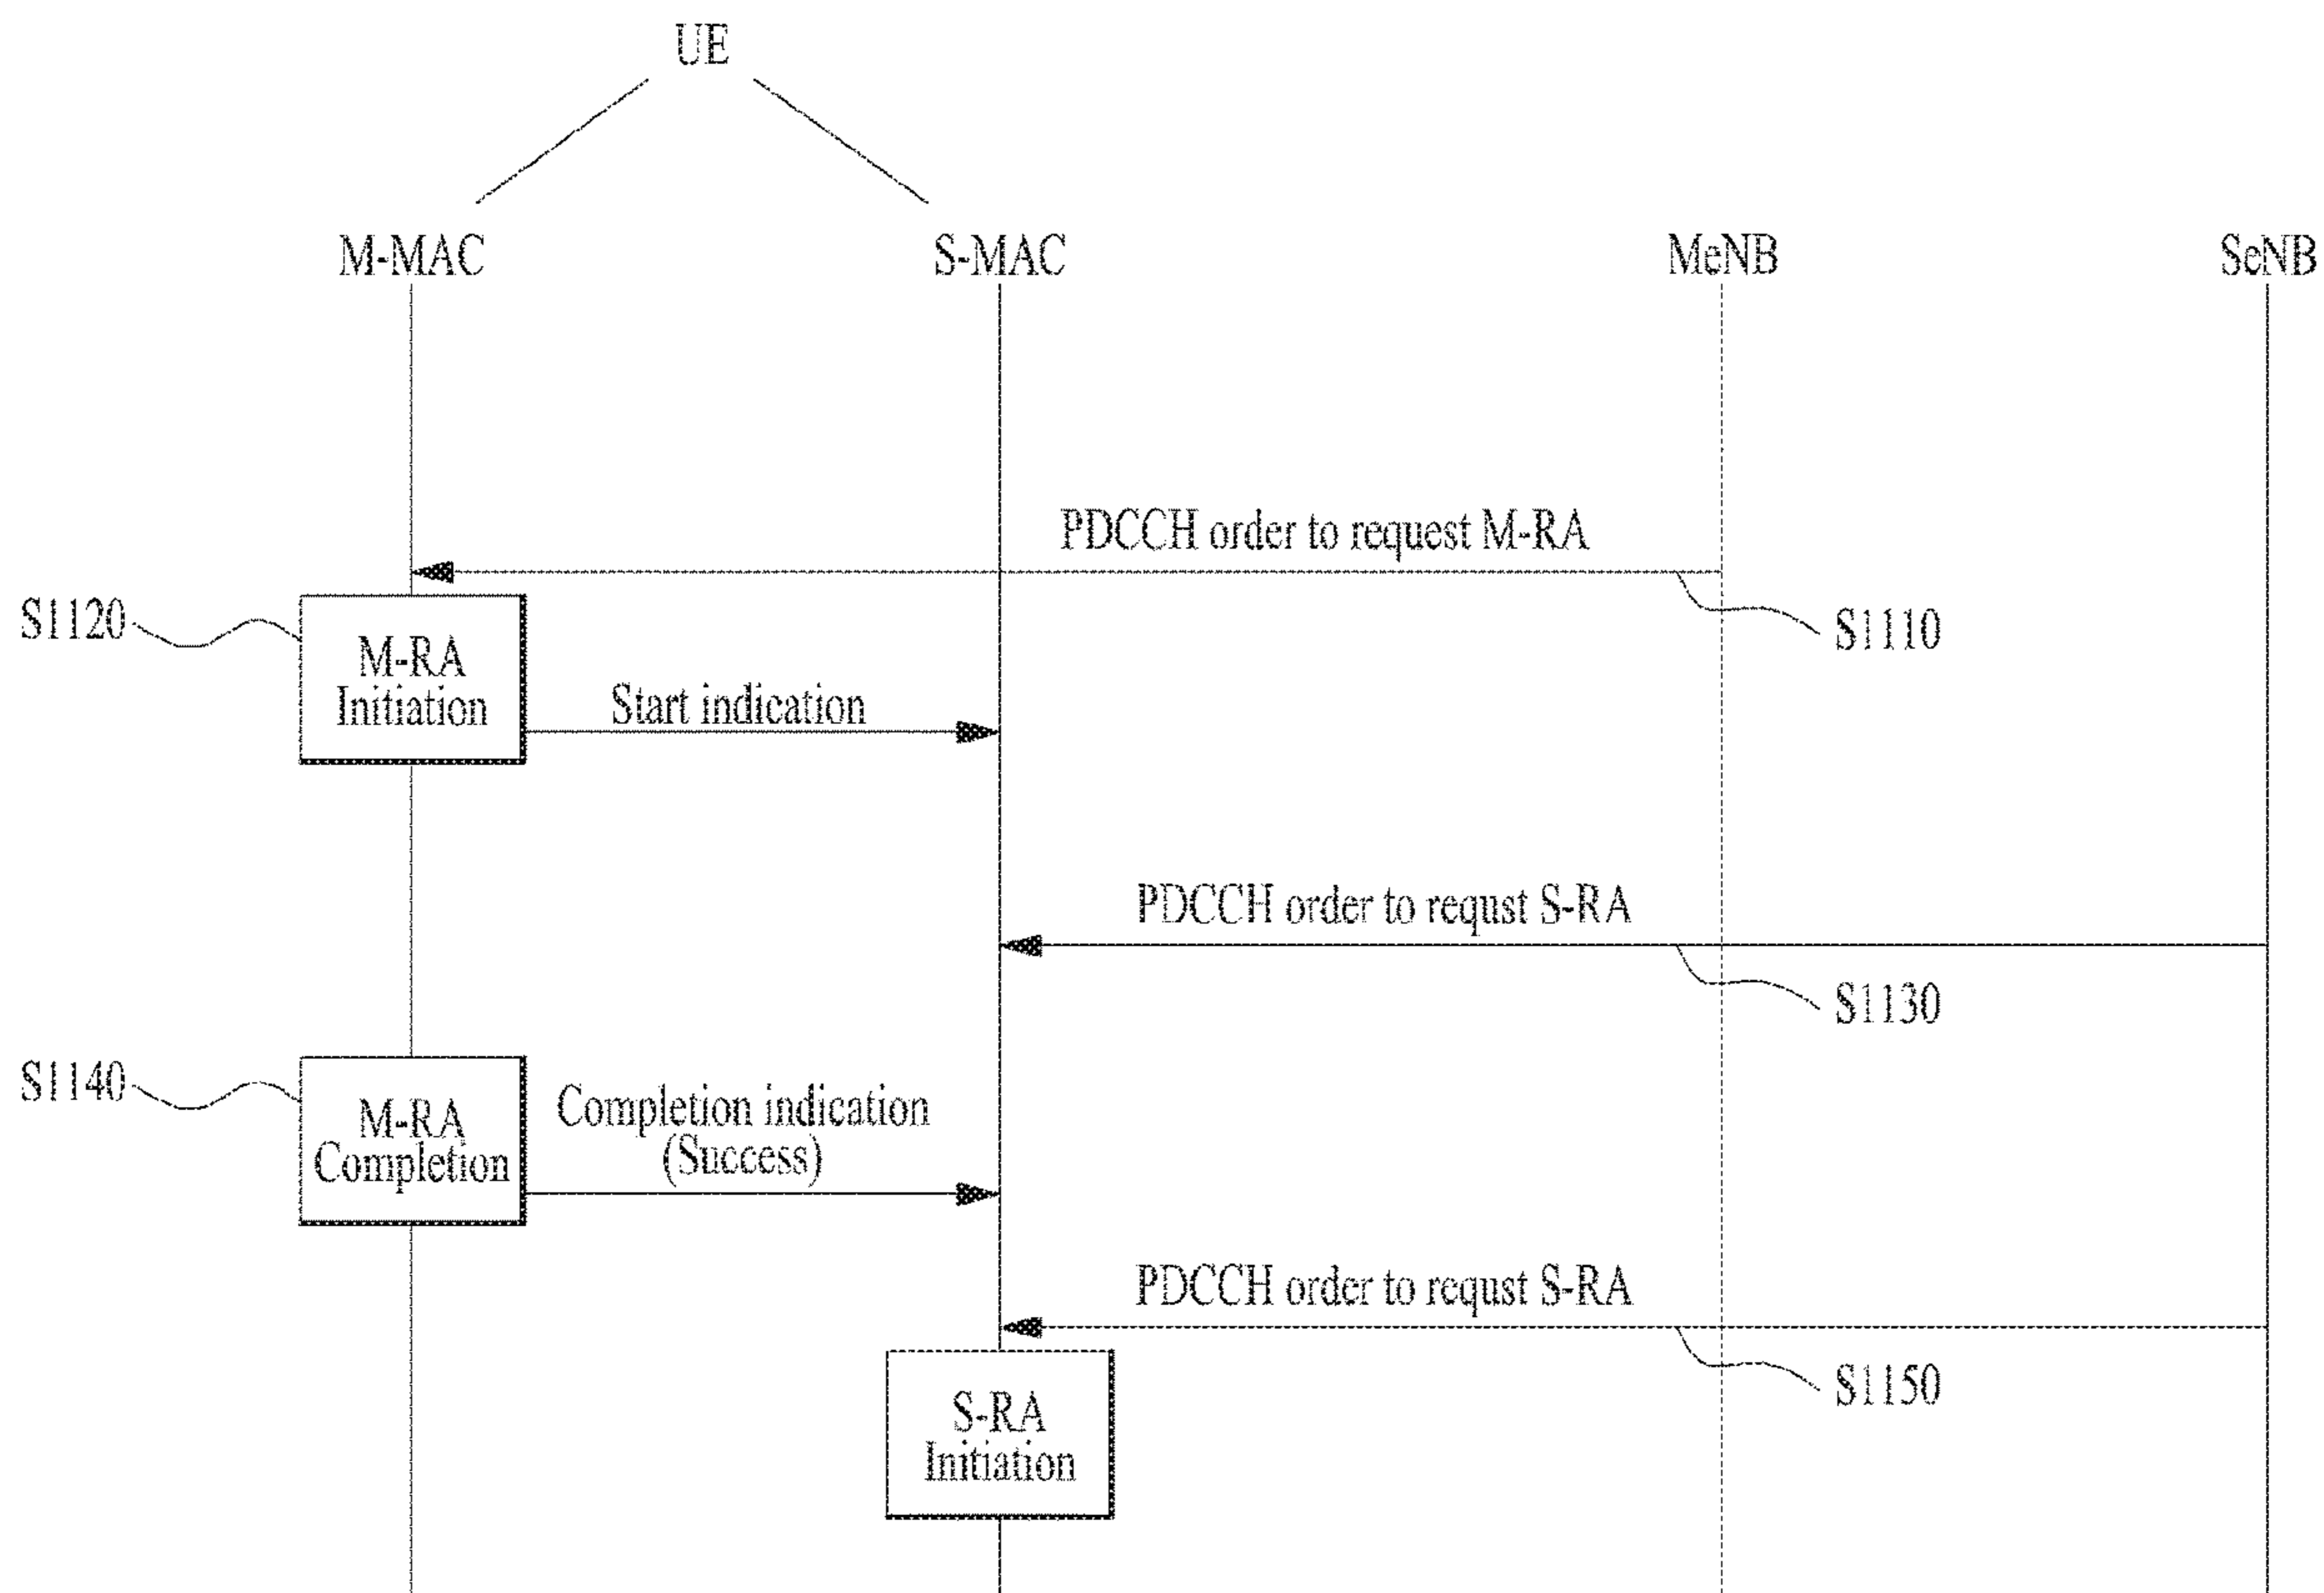 UE
M-MAC
S-MAC
MeNB
SeNB
PDCCH order to request M-RA
S1110
S1120
M-RA
Initiation
Start indication
PDCCH order to requst S-RA
S1130
S1140
M-RA
Completion
Completion indication
(Success)
PDCCH order to requst S-RA
S1150
S-RA
Initiation